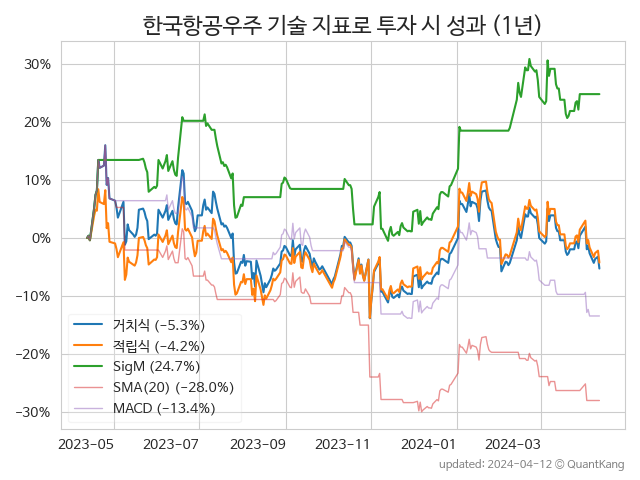 한국항공우주 기술 지표로 투자 시 성과 (1년)
30%
20%
10%
0%
−10%
−20%
−30%
거치식 (−5.3%)
적립식 (−4.2%)
SigM (24.7%)
SMA(20) (−28.0%)
MACD (−13.4%)
2023-05 2023-07 2023-09 2023-11 2024-01 2024-03
updated: 2024-04-12 ⓒ QuantKang